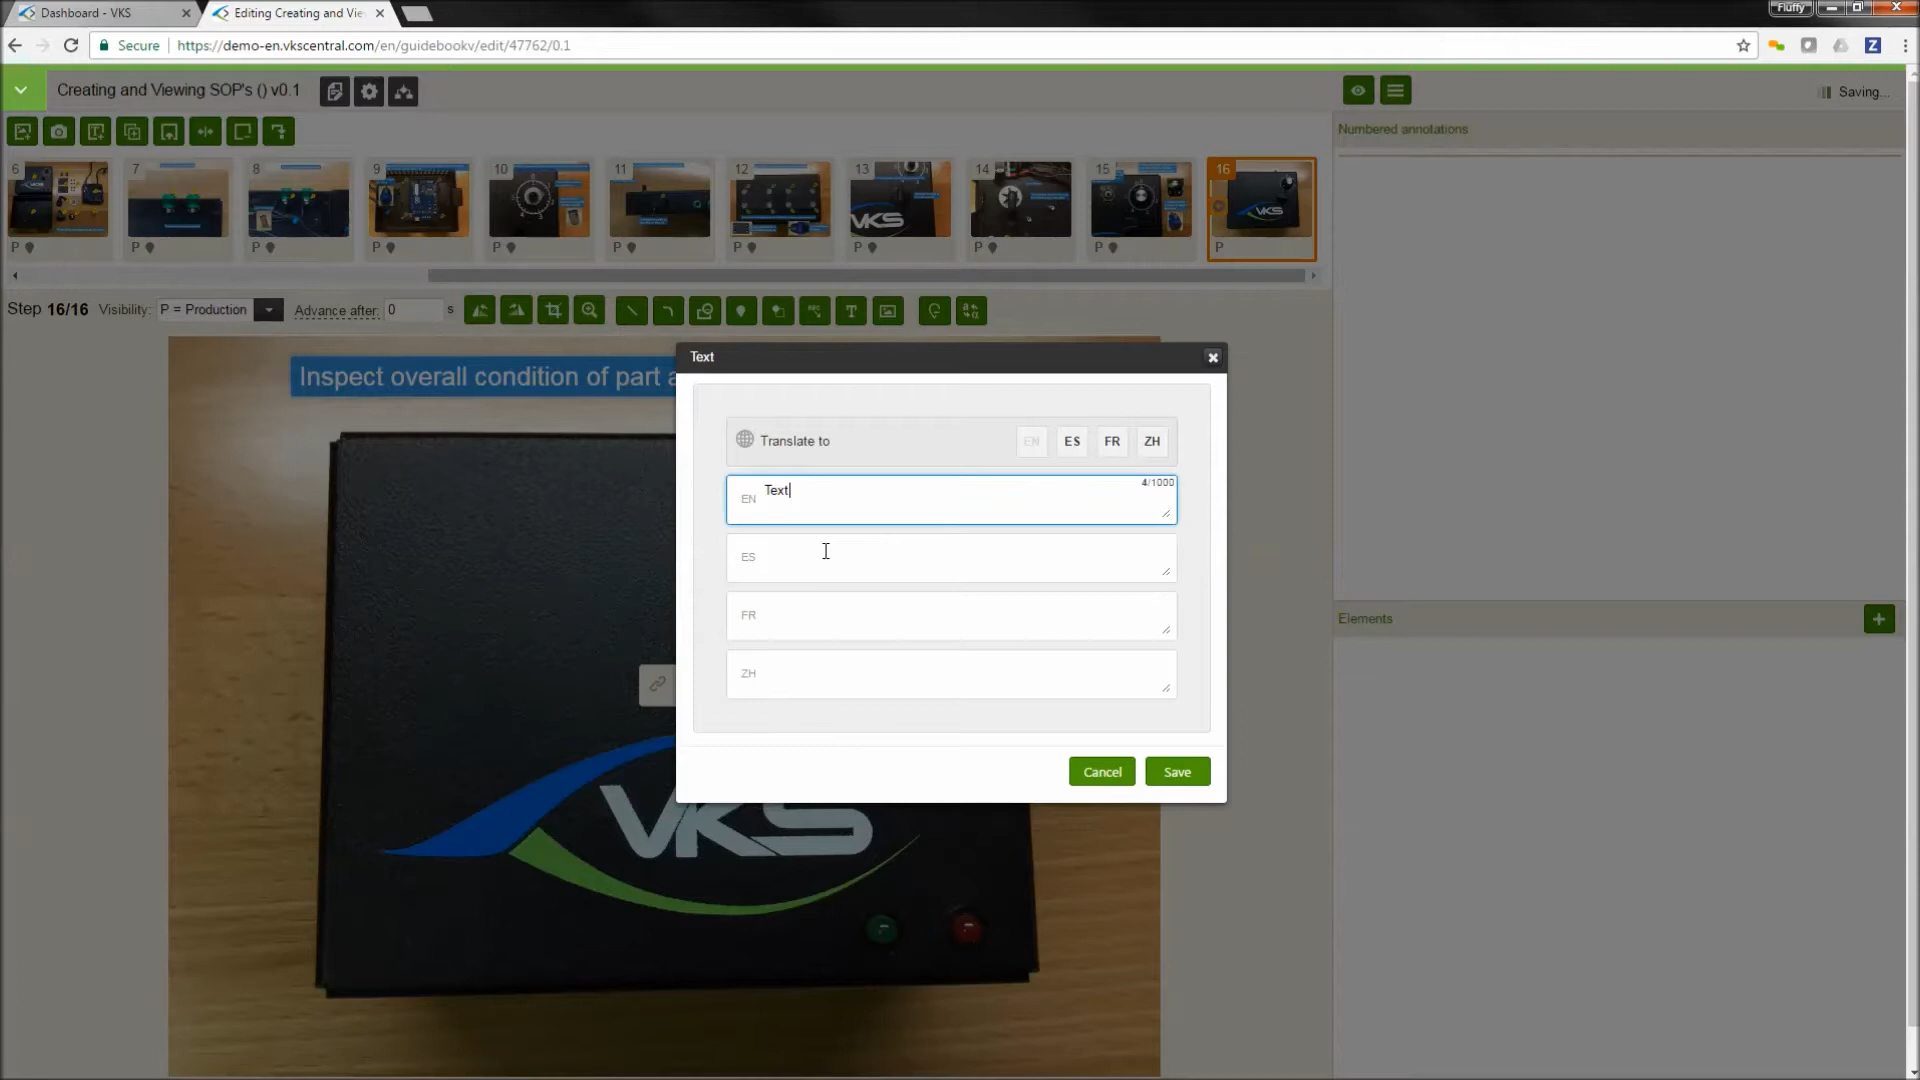 Dashboard - VKS
Editing Creating and Vie
Fluffy
Secure
https://demo-en.vkscentral.com/en/guidebookv/edit/47762/0.1
Z
Creating and Viewing SOP's () v0.1
Saving...
Numbered annotations
6
7
8
9
10
11
12
13
14
15
16
VKS
VKS
P
P
P
P
P
P
P
P
P
P
P
Step 16/16
Visibility:
P = Production
Advance after:
0
s
T
Elements
Inspect overall condition of part a
Text
Translate to
EN
ES
FR
ZH
EN
Text
4/1000
ES
FR
ZH
Cancel
Save
VKS